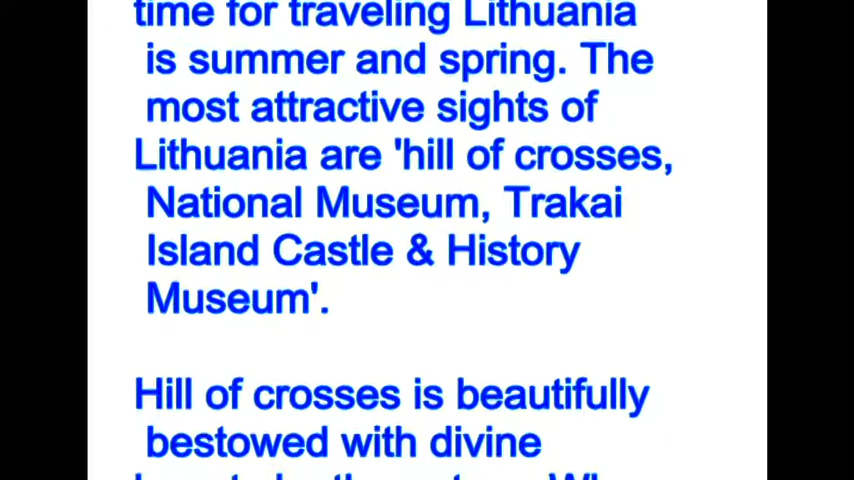 time for traveling Lithuania
is summer and spring. The
most attractive sights of
Lithuania are 'hill of crosses,
National Museum, Trakai
Island Castle & History
Museum'.
Hill of crosses is beautifully
bestowed with divine